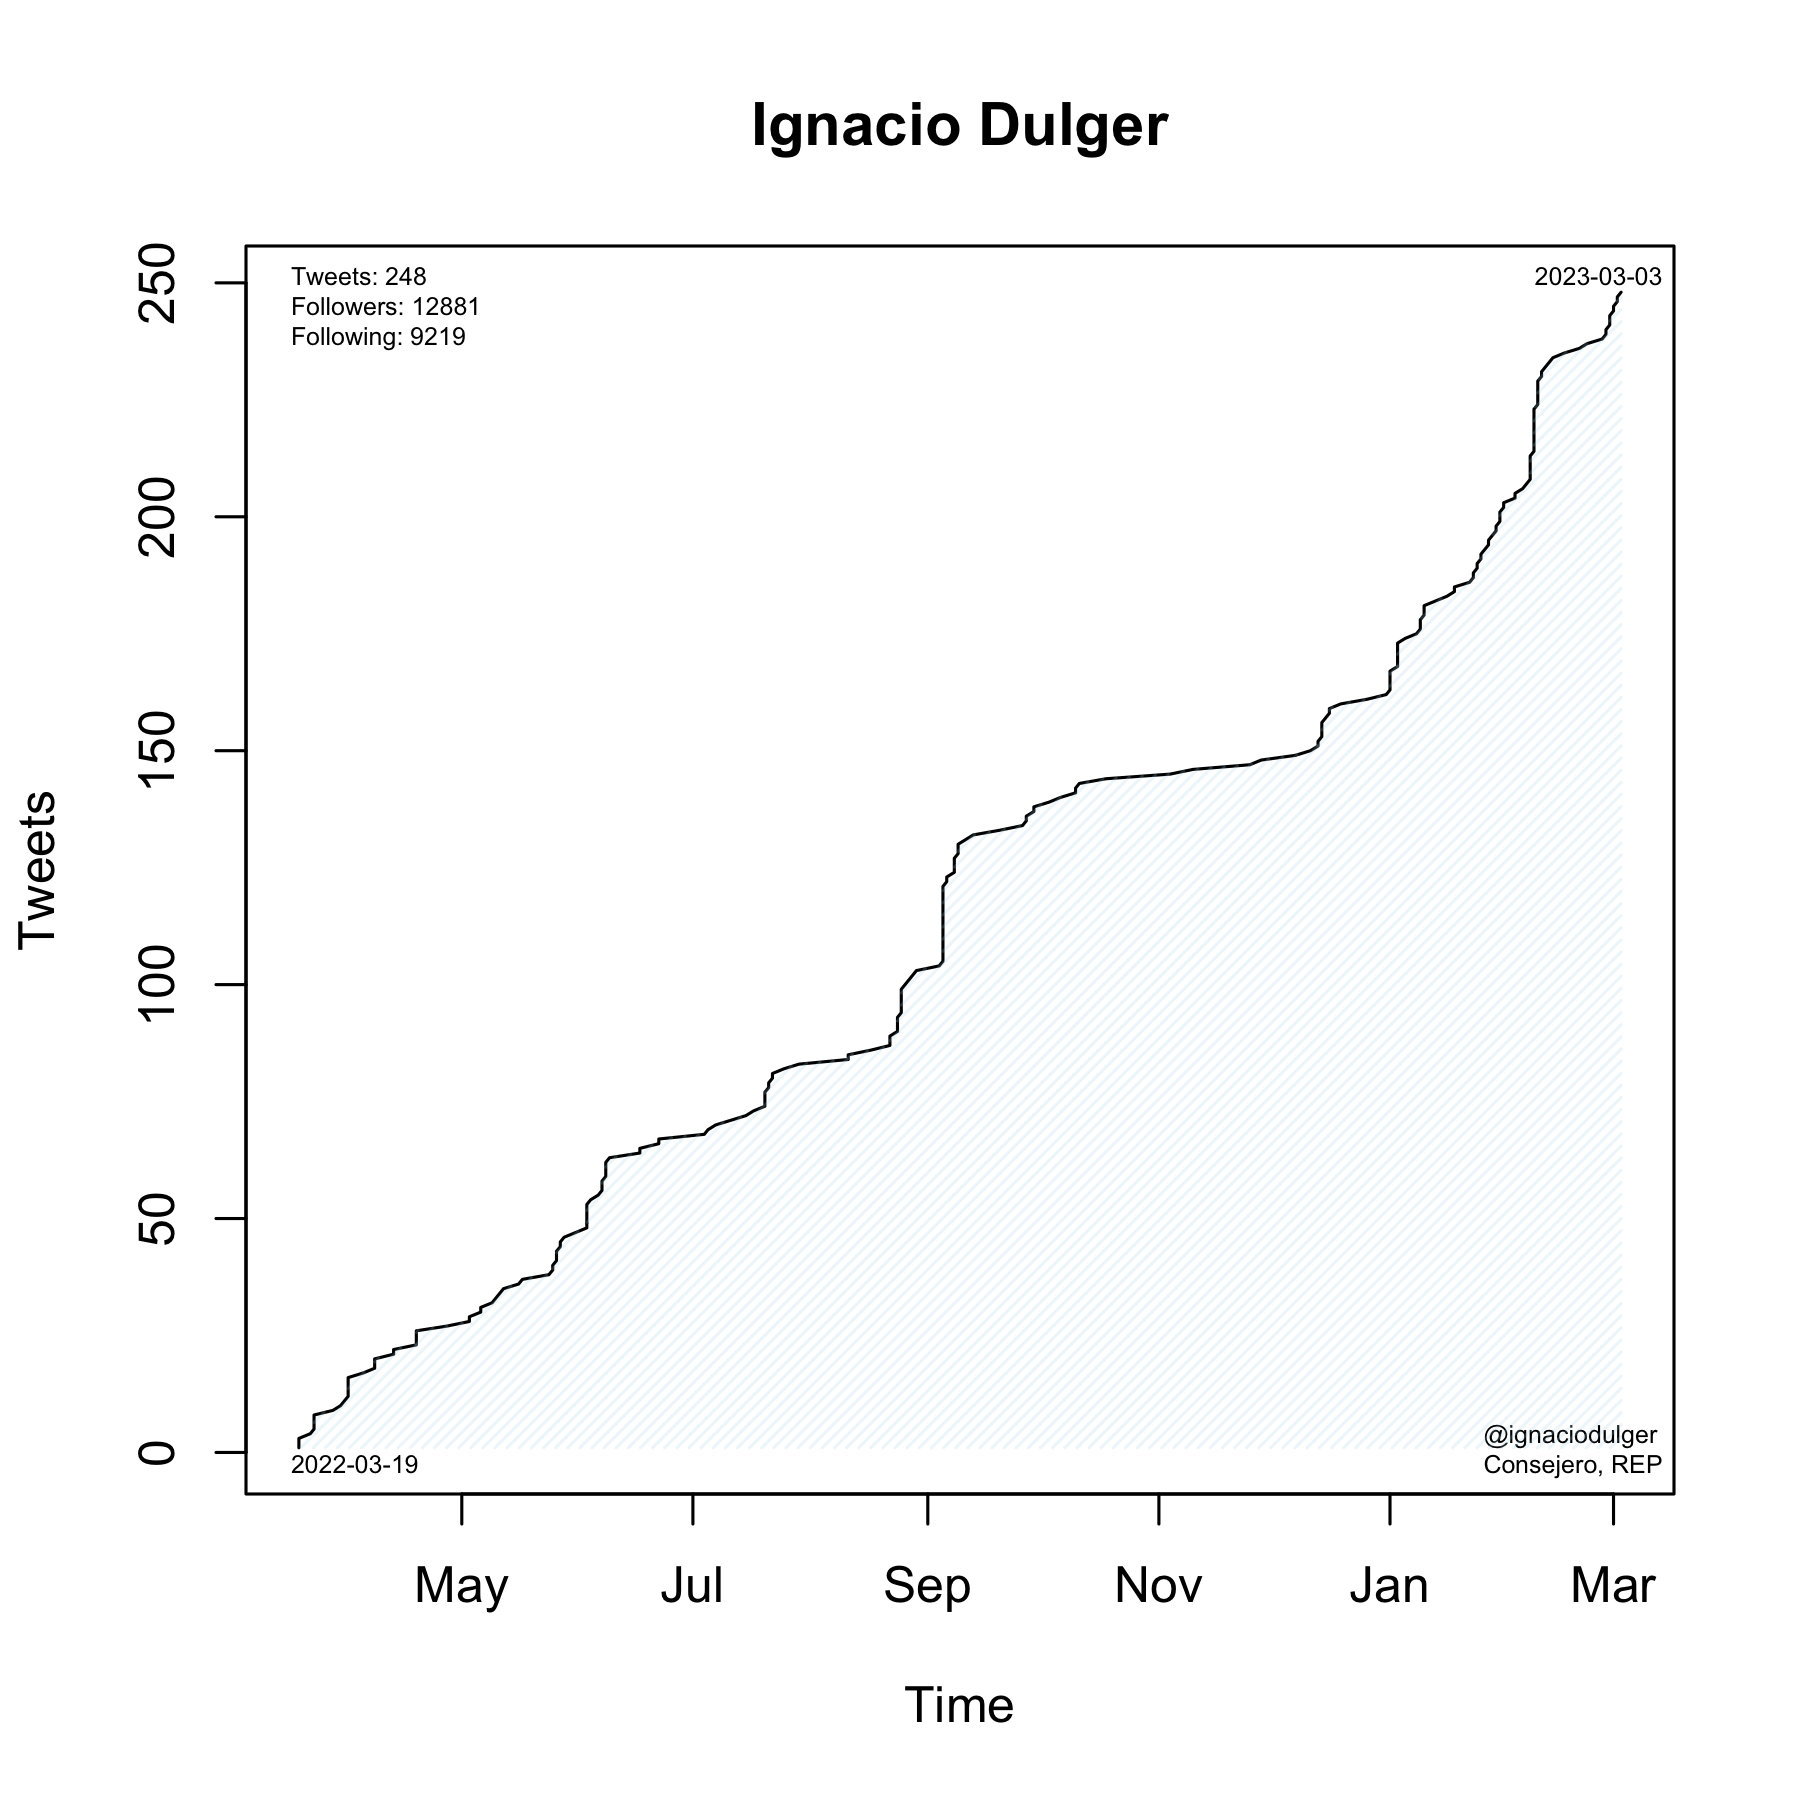 Ignacio Dulger
Tweets: 248
Followers: 12881
Following: 9219
2023-03-03
250
200
150
100
50
0
Tweets
@ignaciodulger
Consejero, REP
2022-03-19
May Jul Sep Nov Jan Mar
Time